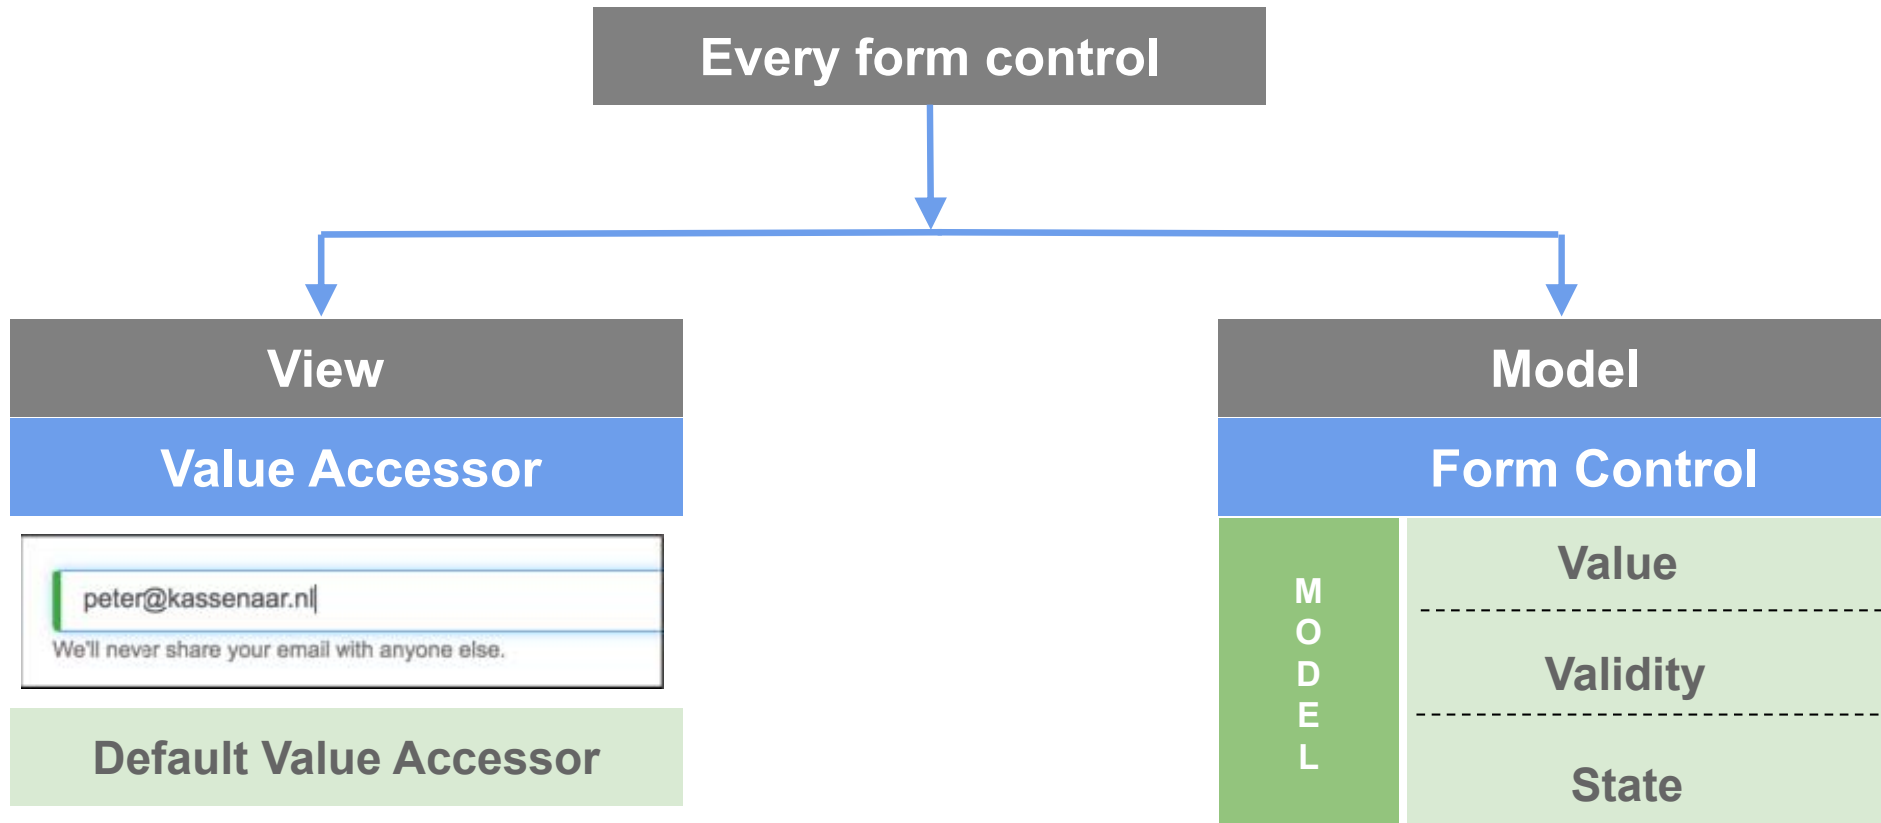 Every form control
View
Value Accessor
peter@kassenaar.nl
We'll never share your email with anyone else.
Default Value Accessor
Model
Form Control
MODEL
Value
Validity
State